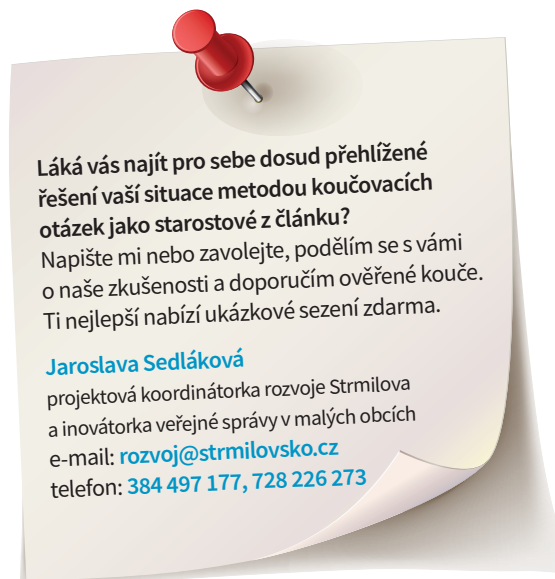 Láká vás najít pro sebe dosud přehlížené
řešení vaší situace metodou koučovacích
otázek jako starostové z článku?
Napište mi nebo zavolejte, podělím se s vámi
o naše zkušenosti a doporučím ověřené kouče.
Ti nejlepší nabízí ukázkové sezení zdarma.
Jaroslava Sedláková
projektová koordinátorka rozvoje Strmilova
a inovátorka veřejné správy v malých obcích
e-mail: rozvoj@strmilovsko.cz
telefon: 384 497 177, 728 226 273